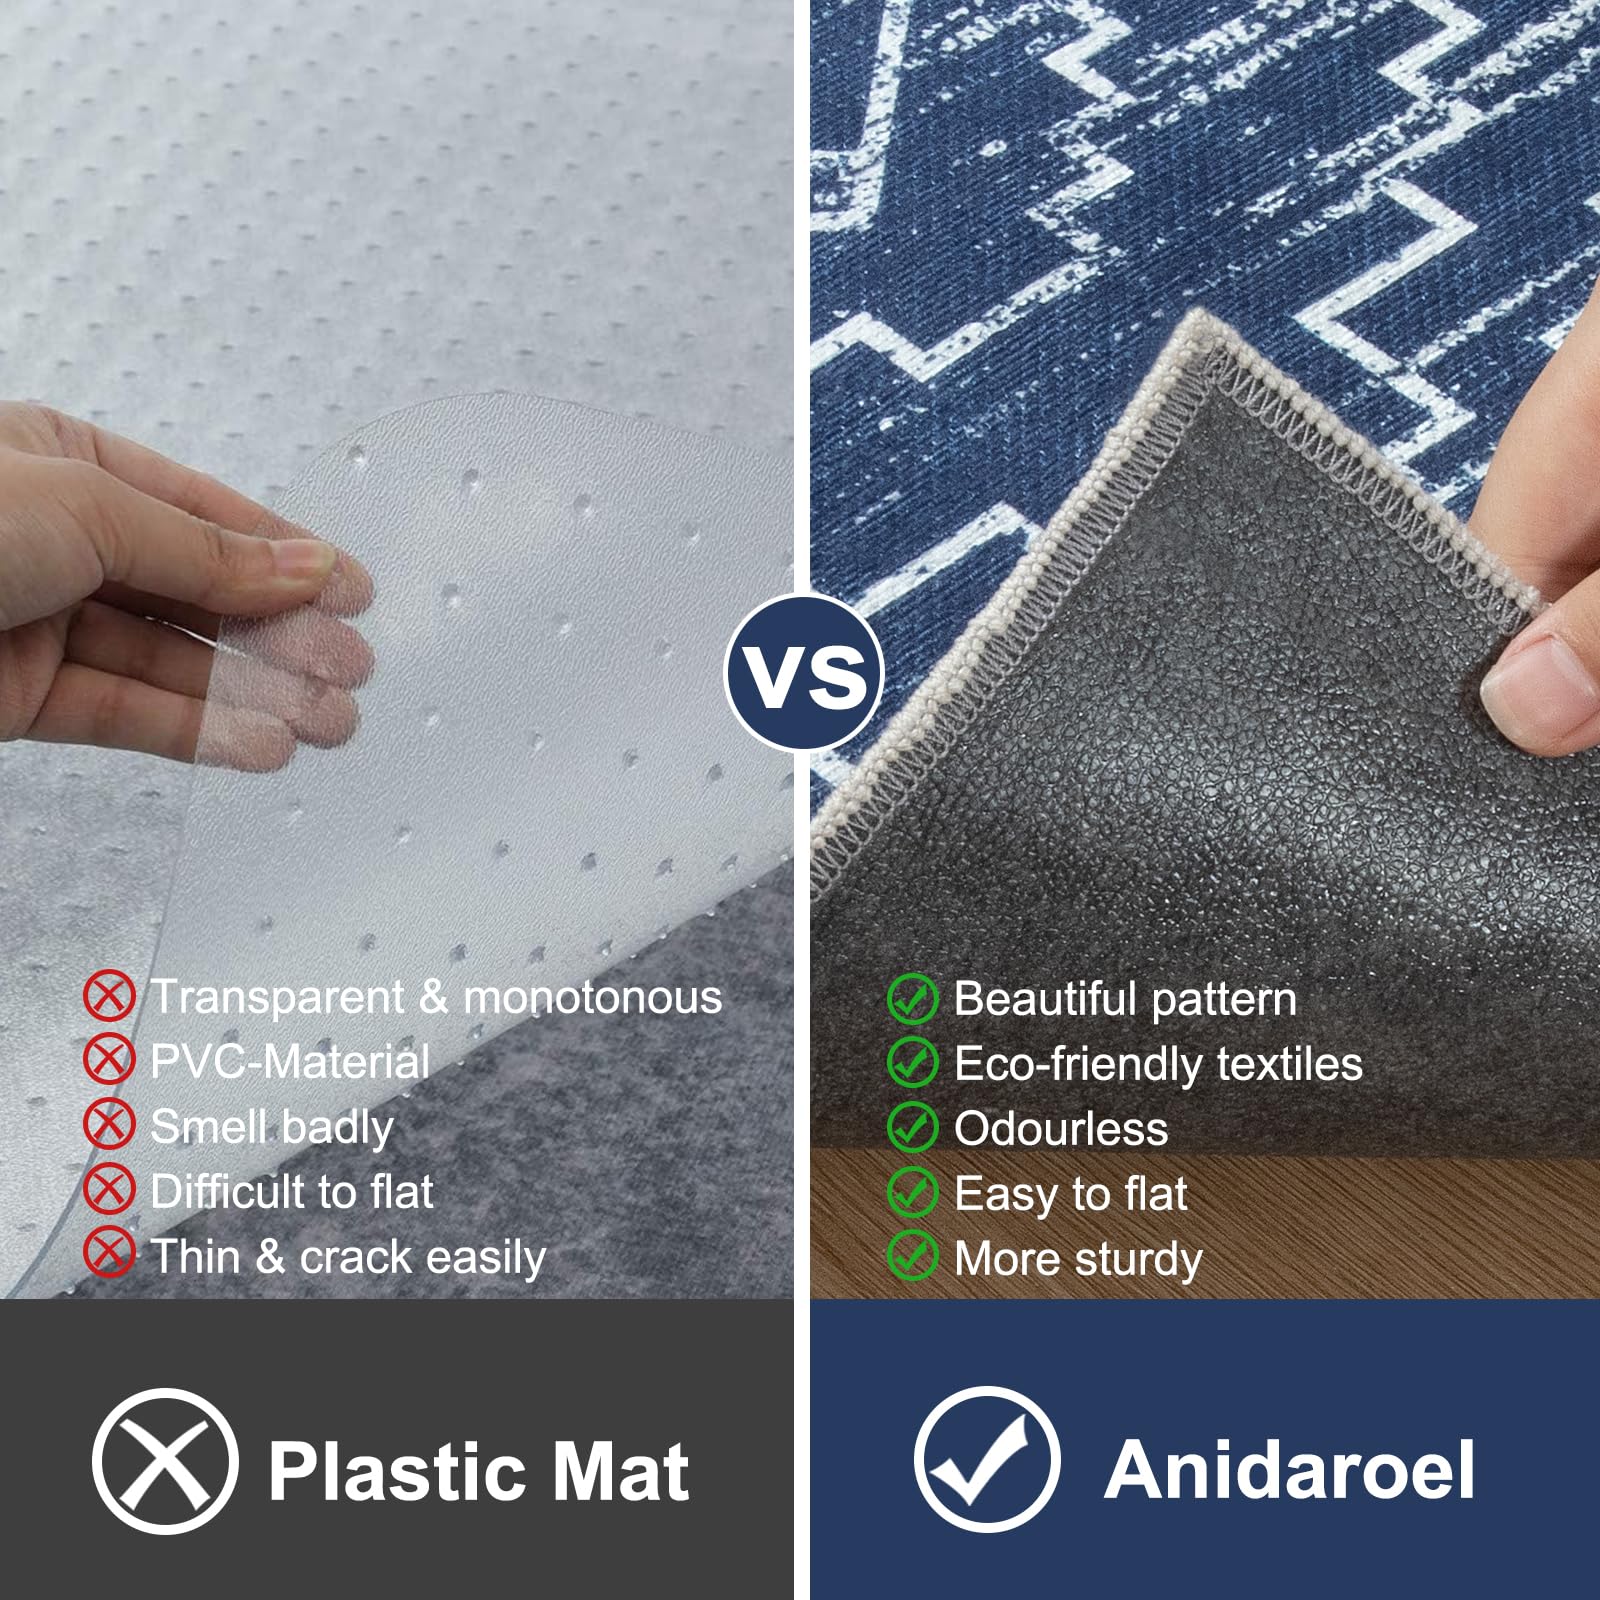 VS
Transparent & monotonous
PVC-Material
Smell badly
Difficult to flat
Thin & crack easily
Plastic Mat
Beautiful pattern
Eco-friendly textiles
Odourless
Easy to flat
More sturdy
Anidaroel